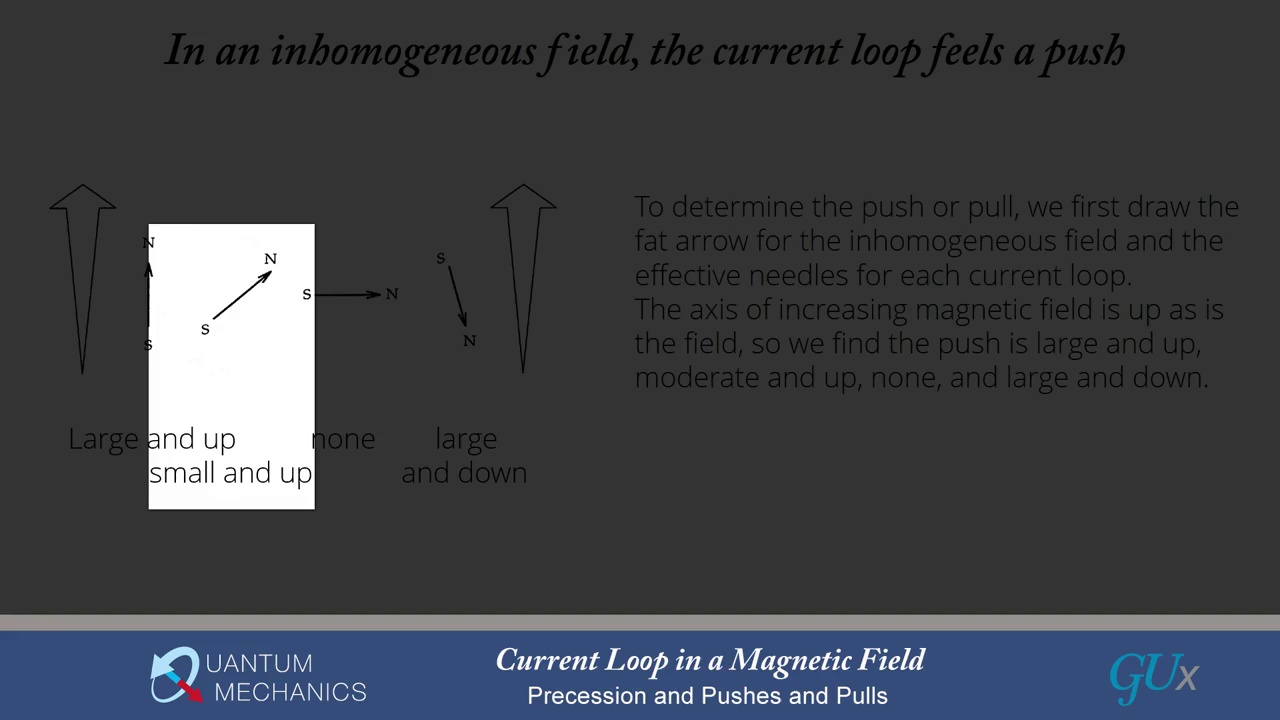 In an inhomogeneous field, the current loop feels a push
N
S
N
S
S N
S
N
Large and up none large
small and up and down
To determine the push or pull, we first draw the
fat arrow for the inhomogeneous field and the
effective needles for each current loop.
The axis of increasing magnetic field is up as is
the field, so we find the push is large and up,
moderate and up, none, and large and down.
QUANTUM
MECHANICS
Current Loop in a Magnetic Field
Precession and Pushes and Pulls
GUx